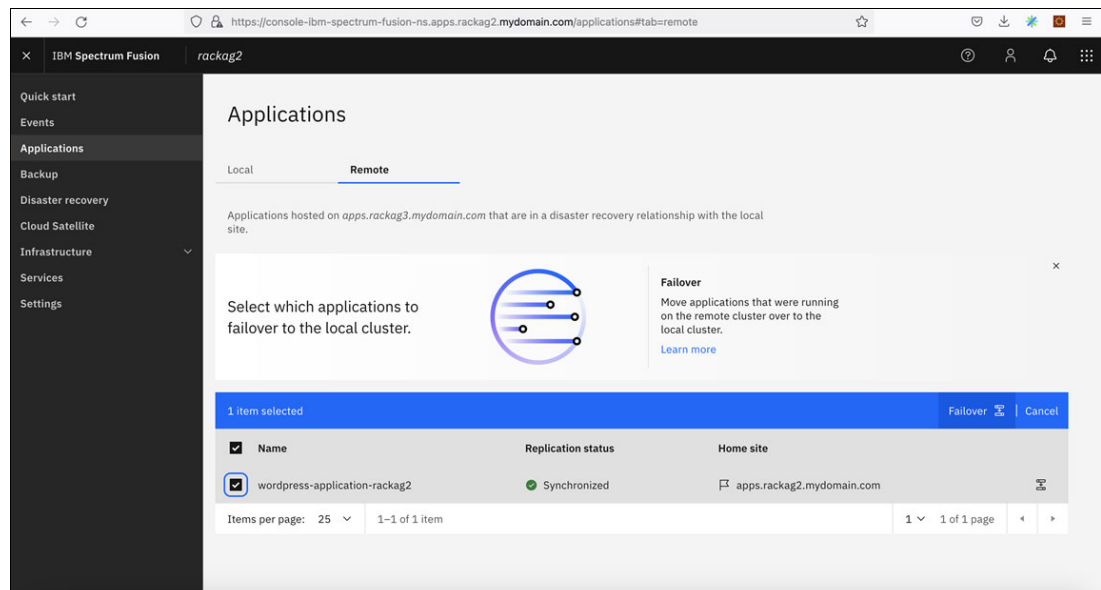 https://console-ibm-spectrum-fusion-ns.apps.rackag2.mydomain.com/applications#tab=remote
IBM Spectrum Fusion rackag2
Quick start
Events
Applications
Backup
Disaster recovery
Cloud Satellite
Infrastructure
Services
Settings
Applications
Local Remote
Applications hosted on apps.rackag3.mydomain.com that are in a disaster recovery relationship with the local
site.
Select which applications to
failover to the local cluster.
Failover
Move applications that were running
on the remote cluster over to the
local cluster.
Learn more
1 item selected Failover | Cancel
Name Replication status Home site
wordpress-application-rackag2 Synchronized apps.rackag2.mydomain.com
Items per page: 25 1–1 of 1 item 1 1 of 1 page